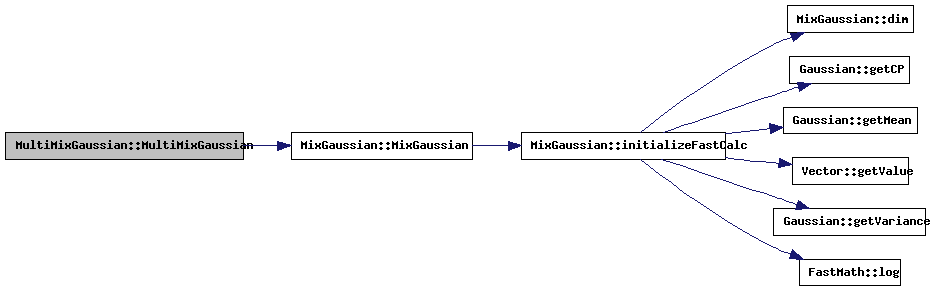 MixGaussian::dim
Gaussian::getCP
Gaussian::getMean
MultiMixGaussian::MultiMixGaussian
MixGaussian::MixGaussian
MixGaussian::initializeFastCalc
Vector::getValue
Gaussian::getVariance
FastMath::log